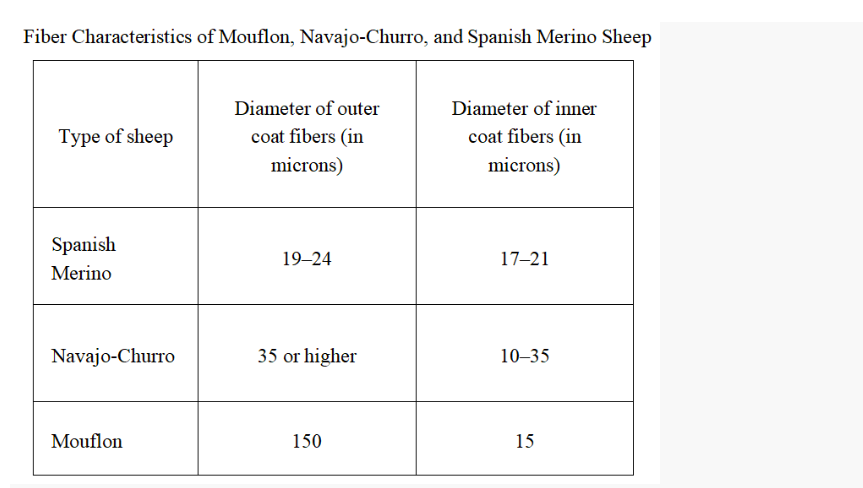 Fiber Characteristics of Mouflon, Navajo-Churro, and Spanish Merino Sheep
Type of sheep
Diameter of outer
coat fibers (in
microns)
Diameter of inner
coat fibers (in
microns)
Spanish
Merino
19–24
17–21
Navajo-Churro
35 or higher
10–35
Mouflon
150
15